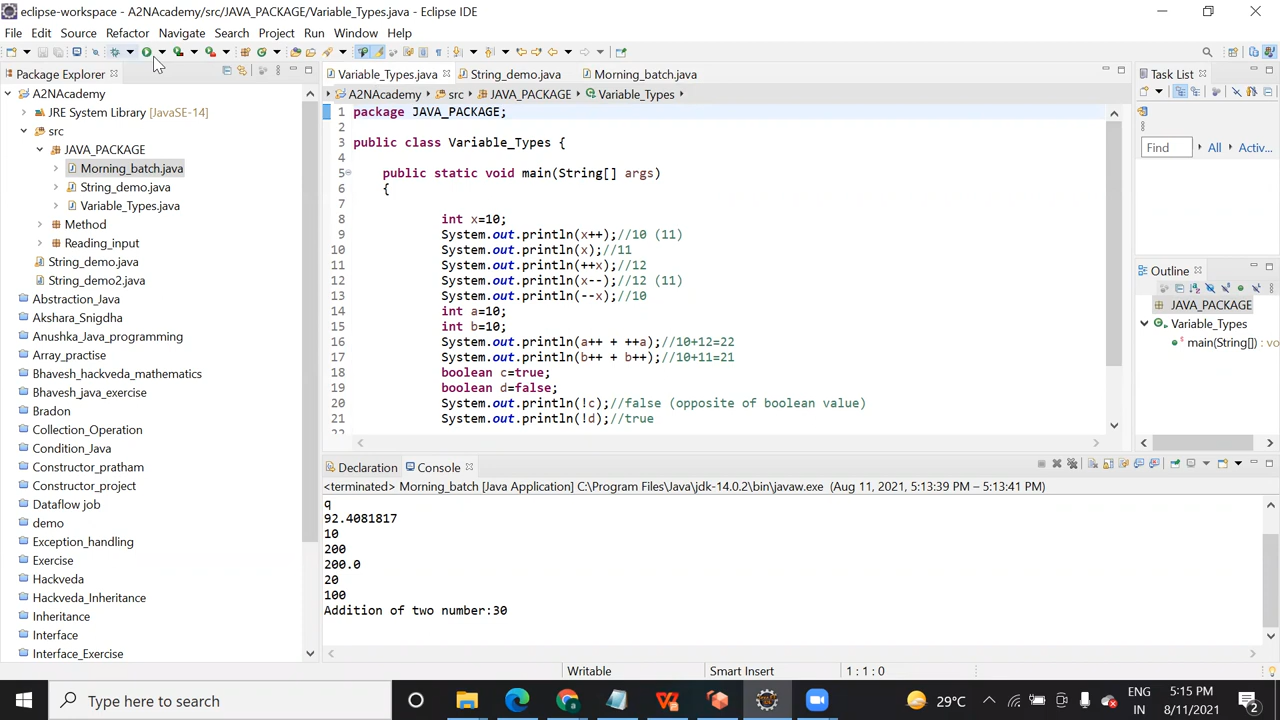 eclipse-workspace - A2NAcademy/src/JAVA_PACKAGE/Variable_Types.java - Eclipse IDE
File Edit Source Refactor Navigate Search Project Run Window Help
Package Explorer
A2NAcademy
JRE System Library [JavaSE-14]
src
JAVA_PACKAGE
Morning_batch.java
String_demo.java
Variable_Types.java
Method
Reading_input
String_demo.java
String_demo2.java
Abstraction_Java
Akshara_Snigdha
Anushka_Java_programming
Array_practise
Bhavesh_hackveda_mathematics
Bhavesh_java_exercise
Bradon
Collection_Operation
Condition_Java
Constructor_pratham
Constructor_project
Dataflow job
demo
Exception_handling
Exercise
Hackveda
Hackveda_Inheritance
Inheritance
Interface
Interface_Exercise
Variable_Types.java String_demo.java Morning_batch.java
A2NAcademy src JAVA_PACKAGE Variable_Types
1 package JAVA_PACKAGE;
2
3 public class Variable_Types {
4
5 public static void main(String[] args)
6 {
7
8 int x=10;
9 System.out.println(x++);//10 (11)
10 System.out.println(x);//11
11 System.out.println(++x);//12
12 System.out.println(x--);//12 (11)
13 System.out.println(--x);//10
14 int a=10;
15 int b=10;
16 System.out.println(a++ + ++a);//10+12=22
17 System.out.println(b++ + b++);//10+11=21
18 boolean c=true;
19 boolean d=false;
20 System.out.println(!c);//false (opposite of boolean value)
21 System.out.println(!d);//true
22
Declaration Console
<terminated> Morning_batch [Java Application] C:\Program Files\Java\jdk-14.0.2\bin\javaw.exe (Aug 11, 2021, 5:13:39 PM – 5:13:41 PM)
q
92.4081817
10
200
200.0
20
100
Addition of two number:30
Task List
Find All Activ...
Outline
JAVA_PACKAGE
Variable_Types
main(String[]) : vo
Writable Smart Insert 1 : 1 : 0
Type here to search
29°C
ENG
IN
5:15 PM
8/11/2021
2